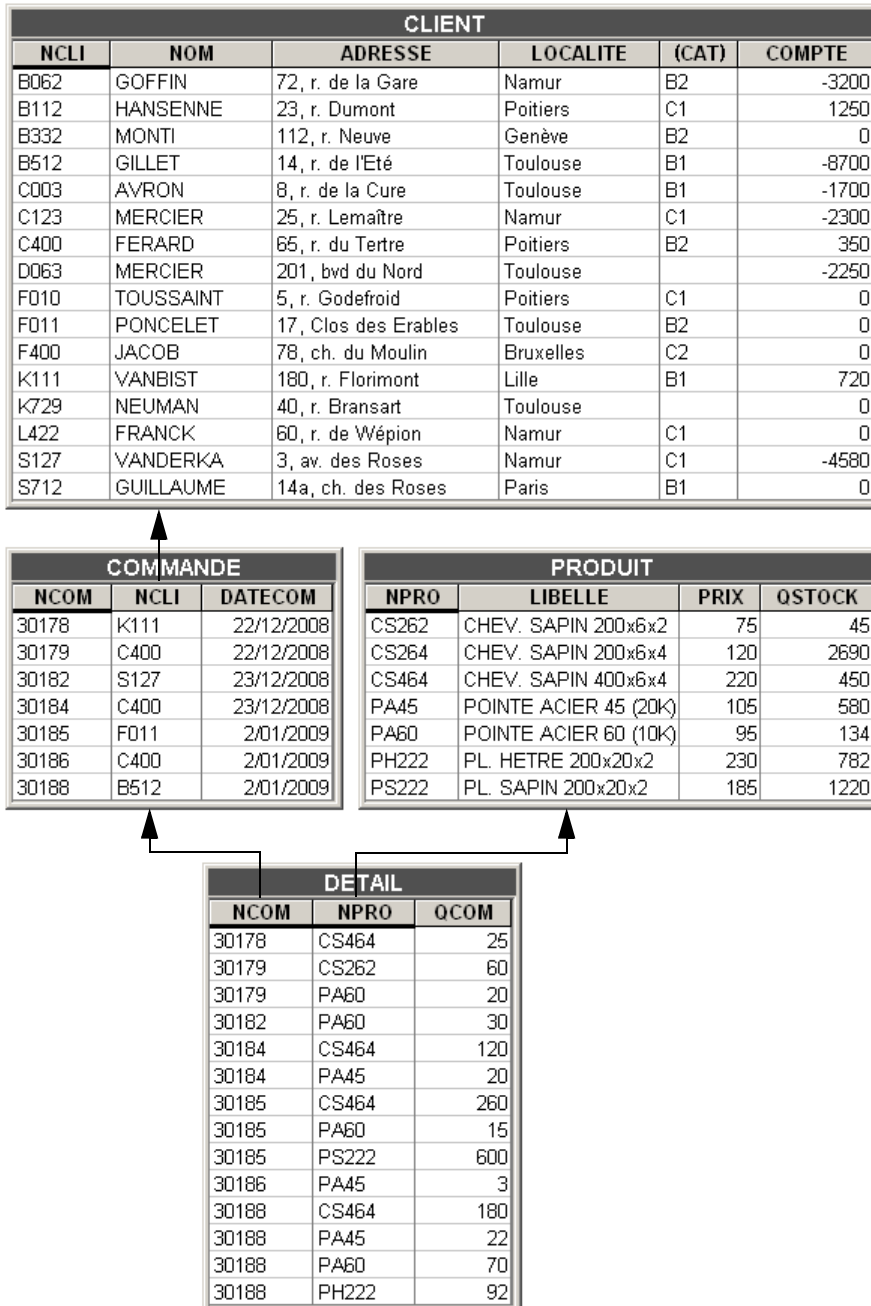 CLIENT
NCLI NOM ADRESSE LOCALITE (CAT) COMPTE
B062 GOFFIN 72, r. de la Gare Namur B2 -3200
B112 HANSENNE 23, r. Dumont Poitiers C1 1250
B332 MONTI 112, r. Neuve Genève B2 0
B512 GILLET 14, r. de l'Eté Toulouse B1 -8700
C003 AVRON 8, r. de la Cure Toulouse B1 -1700
C123 MERCIER 25, r. Lemaître Namur C1 -2300
C400 FERARD 65, r. du Tertre Poitiers B2 350
D063 MERCIER 201, bvd du Nord Toulouse -2250
F010 TOUSSAINT 5, r. Godefroid Poitiers C1 0
F011 PONCELET 17, Clos des Erables Toulouse B2 0
F400 JACOB 78, ch. du Moulin Bruxelles C2 0
K111 VANBIST 180, r. Florimont Lille B1 720
K729 NEUMAN 40, r. Bransart Toulouse 0
L422 FRANCK 60, r. de Wépion Namur C1 0
S127 VANDERKA 3, av. des Roses Namur C1 -4580
S712 GUILLAUME 14a, ch. des Roses Paris B1 0
COMMANDE
NCOM NCLI DATECOM
30178 K111 22/12/2008
30179 C400 22/12/2008
30182 S127 23/12/2008
30184 C400 23/12/2008
30185 F011 2/01/2009
30186 C400 2/01/2009
30188 B512 2/01/2009
PRODUIT
NPRO LIBELLE PRIX QSTOCK
CS262 CHEV. SAPIN 200x6x2 75 45
CS264 CHEV. SAPIN 200x6x4 120 2690
CS464 CHEV. SAPIN 400x6x4 220 450
PA45 POINTE ACIER 45 (20K) 105 580
PA60 POINTE ACIER 60 (10K) 95 134
PH222 PL. HETRE 200x20x2 230 782
PS222 PL. SAPIN 200x20x2 185 1220
DETAIL
NCOM NPRO QCOM
30178 CS464 25
30179 CS262 60
30179 PA60 20
30182 PA60 30
30184 CS464 120
30184 PA45 20
30185 CS464 260
30185 PA60 15
30185 PS222 600
30186 PA45 3
30188 CS464 180
30188 PA45 22
30188 PA60 70
30188 PH222 92